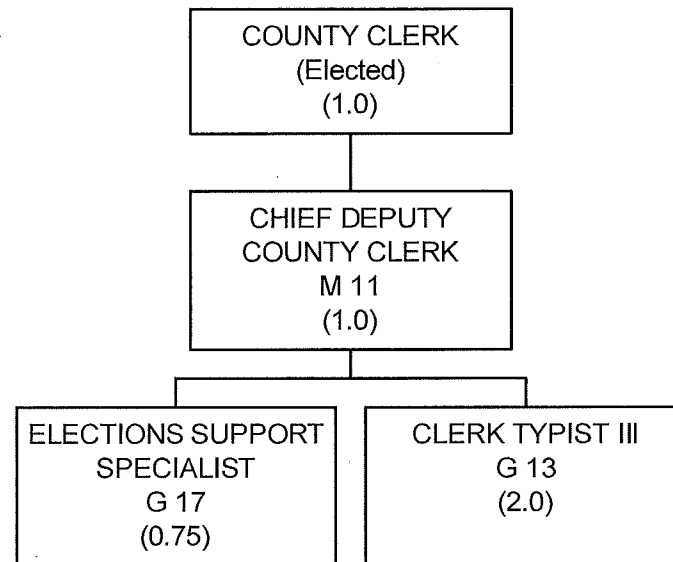 COUNTY CLERK
(Elected)
(1.0)
CHIEF DEPUTY
COUNTY CLERK
M 11
(1.0)
ELECTIONS SUPPORT
SPECIALIST
G 17
(0.75)
CLERK TYPIST III
G 13
(2.0)